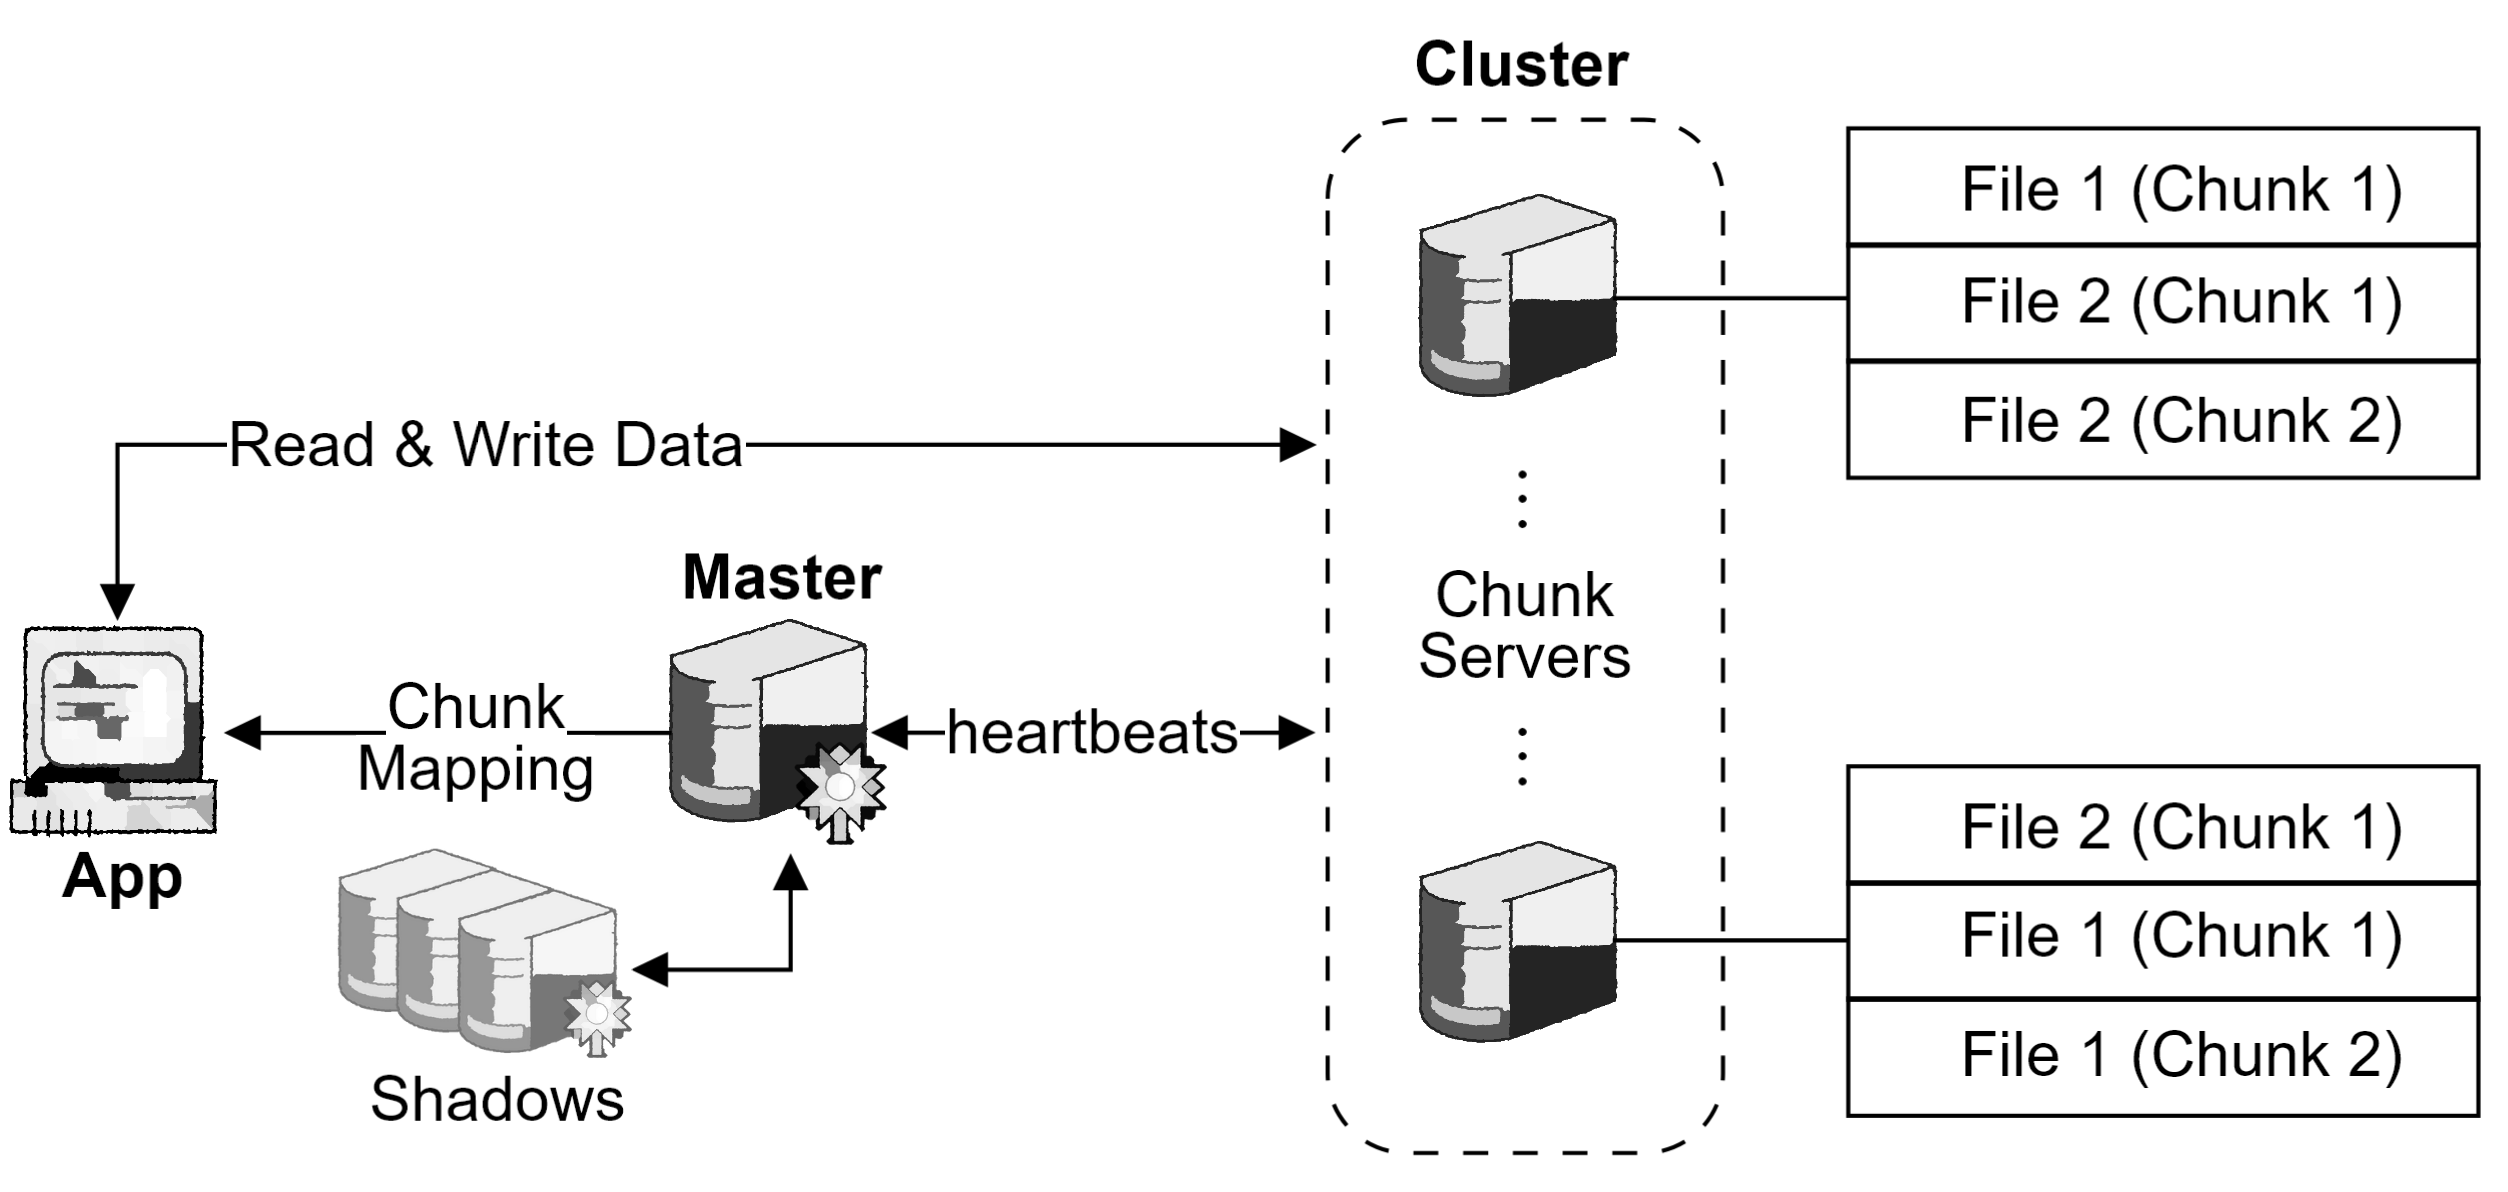 Cluster
File 1 (Chunk 1)
File 2 (Chunk 1)
File 2 (Chunk 2)
Read & Write Data
Master
Chunk
Servers
Chunk
Mapping
heartbeats
App
Shadows
File 2 (Chunk 1)
File 1 (Chunk 1)
File 1 (Chunk 2)